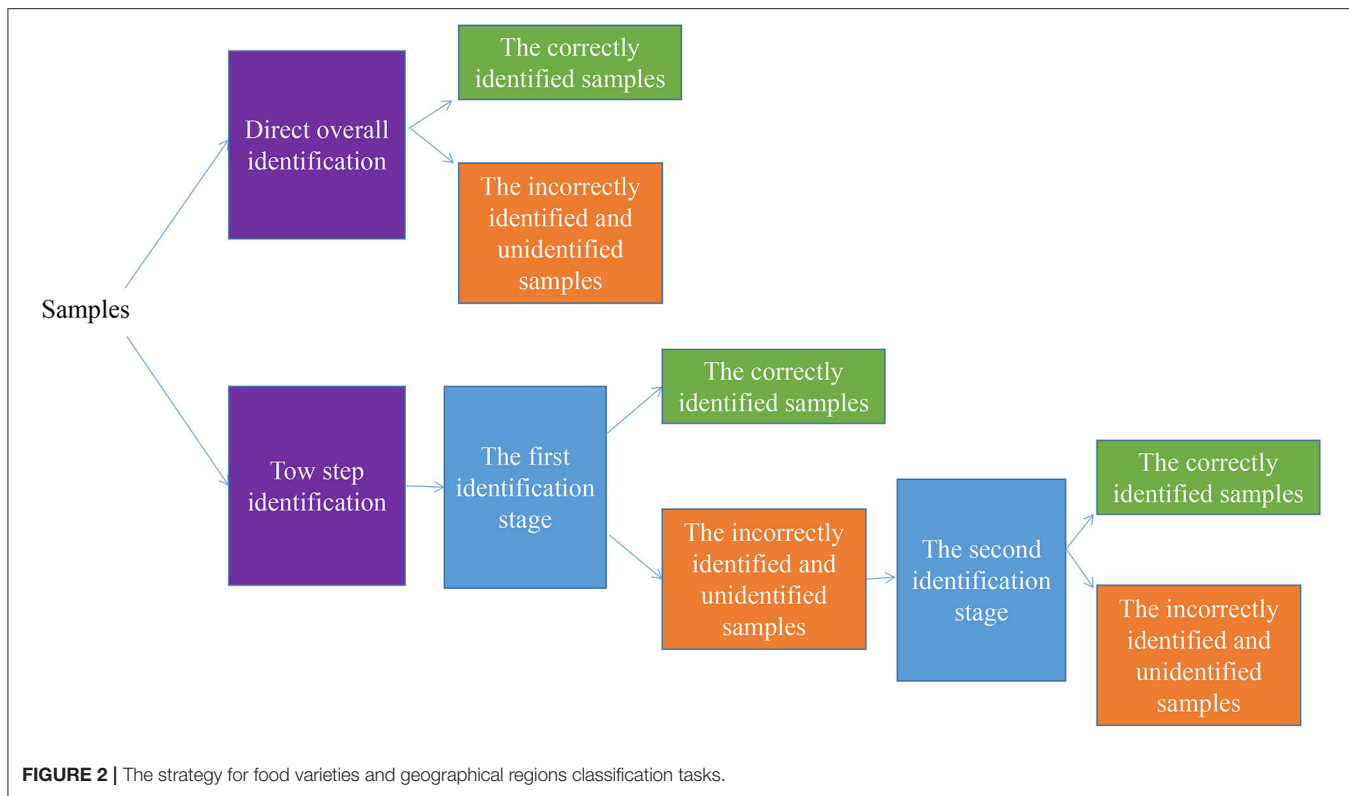 The correctly
identified samples
Direct overall
identification
The incorrectly
identified and
unidentified
samples
Samples
The correctly
identified samples
Tow step
identification
The first
identification
stage
The incorrectly
identified and
unidentified
samples
The second
identification
stage
The correctly
identified samples
The incorrectly
identified and
unidentified
samples
FIGURE 2 | The strategy for food varieties and geographical regions classification tasks.